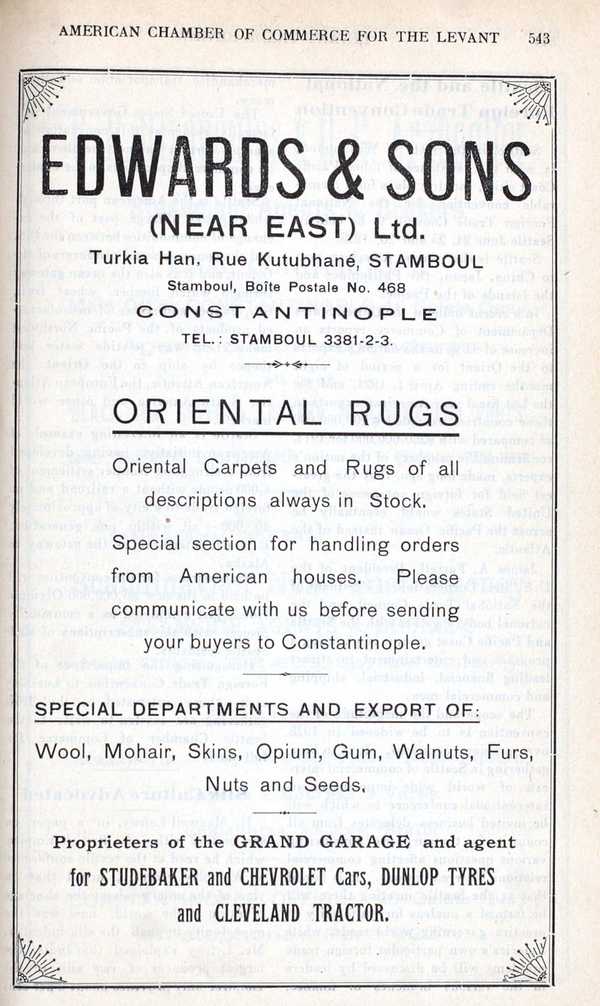 AMERICAN CHAMBER OF COMMERCE FOR THE LEVANT 543
EDWARDS & SONS
(NEAR EAST) Ltd.
Turkia Han, Rue Kutubhané, STAMBOUL
Stamboul, Boîte Postale No. 468
CONSTANTINOPLE
TEL.: STAMBOUL 3381-2-3.
ORIENTAL RUGS
Oriental Carpets and Rugs of all
descriptions always in Stock.
Special section for handling orders
from American houses. Please
communicate with us before sending
your buyers to Constantinople.
SPECIAL DEPARTMENTS AND EXPORT OF:
Wool, Mohair, Skins, Opium, Gum, Walnuts, Furs,
Nuts and Seeds.
Proprieters of the GRAND GARAGE and agent
for STUDEBAKER and CHEVROLET Cars, DUNLOP TYRES
and CLEVELAND TRACTOR.